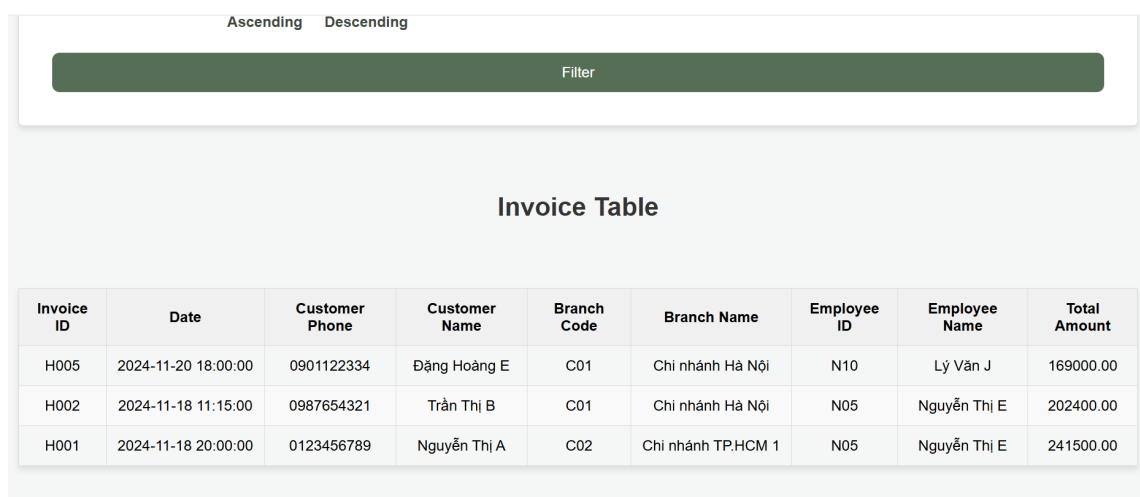 Ascending Descending
Filter
Invoice Table
Invoice ID Date Customer Phone Customer Name Branch Code Branch Name Employee ID Employee Name Total Amount
H005 2024-11-20 18:00:00 0901122334 Đặng Hoàng E C01 Chi nhánh Hà Nội N10 Lý Văn J 169000.00
H002 2024-11-18 11:15:00 0987654321 Trần Thị B C01 Chi nhánh Hà Nội N05 Nguyễn Thị E 202400.00
H001 2024-11-18 20:00:00 0123456789 Nguyễn Thị A C02 Chi nhánh TP.HCM 1 N05 Nguyễn Thị E 241500.00